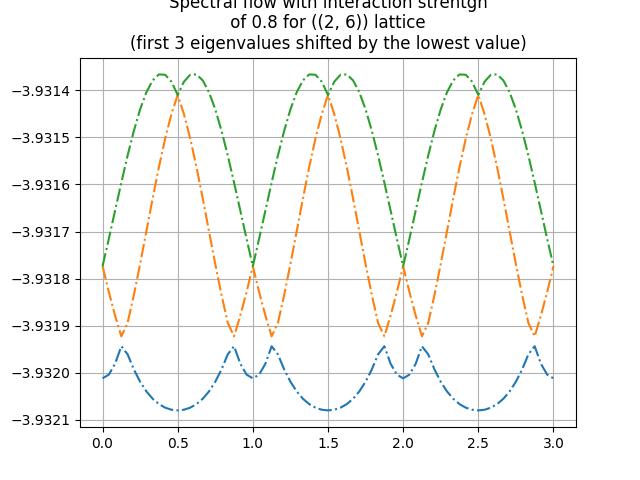 Spectral flow with interaction strentgh
of 0.8 for ((2, 6)) lattice
(first 3 eigenvalues shifted by the lowest value)
−3.9314
−3.9315
−3.9316
−3.9317
−3.9318
−3.9319
−3.9320
−3.9321
0.0 0.5 1.0 1.5 2.0 2.5 3.0